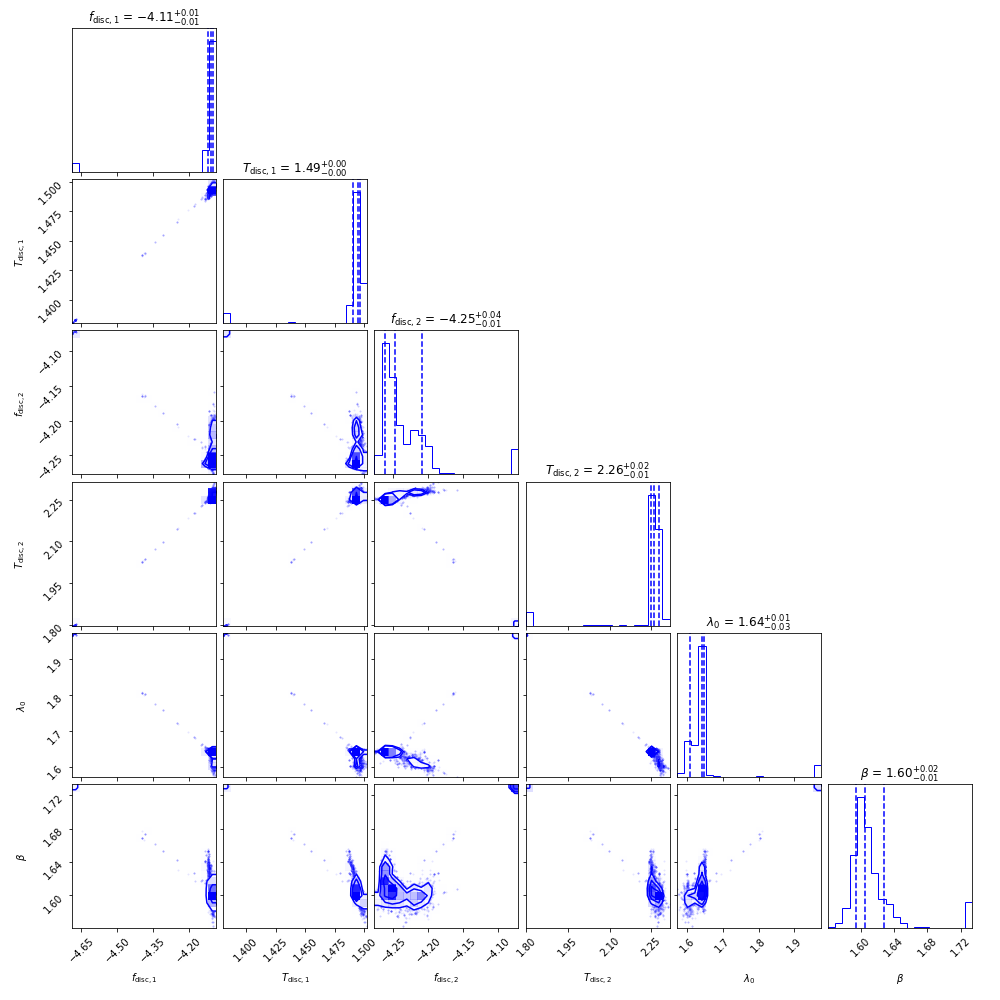 f_disc, 1 = −4.11 +0.01 −0.01
T_disc, 1 = 1.49 +0.00 −0.00
1.500
1.475
1.450
1.425
1.400
T_disc, 1
f_disc, 2 = −4.25 +0.04 −0.01
−4.10
−4.15
−4.20
−4.25
f_disc, 2
T_disc, 2 = 2.26 +0.02 −0.01
2.25
2.10
1.95
1.80
T_disc, 2
λ0 = 1.64 +0.01 −0.03
1.9
1.8
1.7
1.6
λ0
β = 1.60 +0.02 −0.01
1.72
1.68
1.64
1.60
β
−4.65 −4.50 −4.35 −4.20 1.400 1.425 1.450 1.475 1.500 −4.25 −4.20 −4.15 −4.10 1.80 1.95 2.10 2.25 1.6 1.7 1.8 1.9 1.60 1.64 1.68 1.72
f_disc, 1 T_disc, 1 f_disc, 2 T_disc, 2 λ0 β